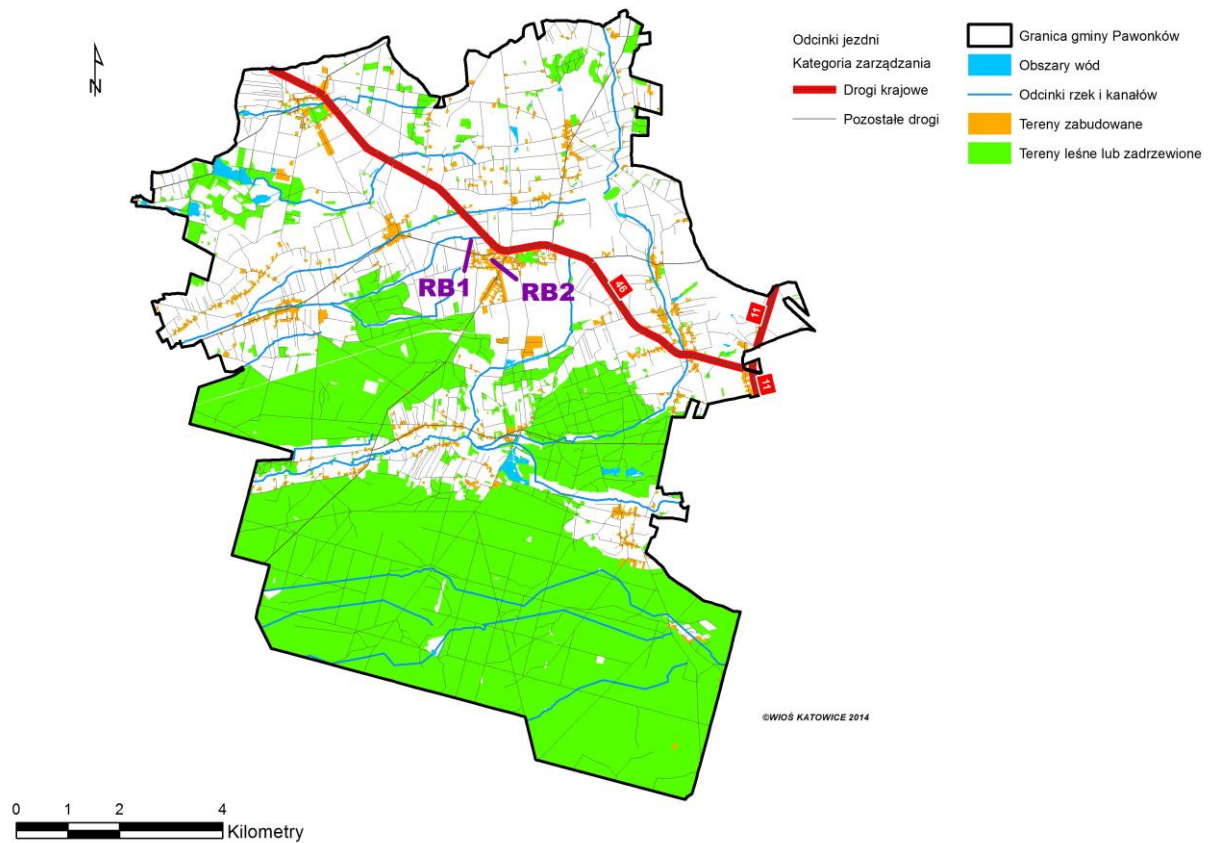 N
Odcinki jezdni
Kategoria zarządzania
Drogi krajowe
Pozostałe drogi
Granica gminy Pawonków
Obszary wód
Odcinki rzek i kanałów
Tereny zabudowane
Tereny leśne lub zadrzewione
RB1
RB2
46
11
11
©WIOŚ KATOWICE 2014
0 1 2 4
Kilometry